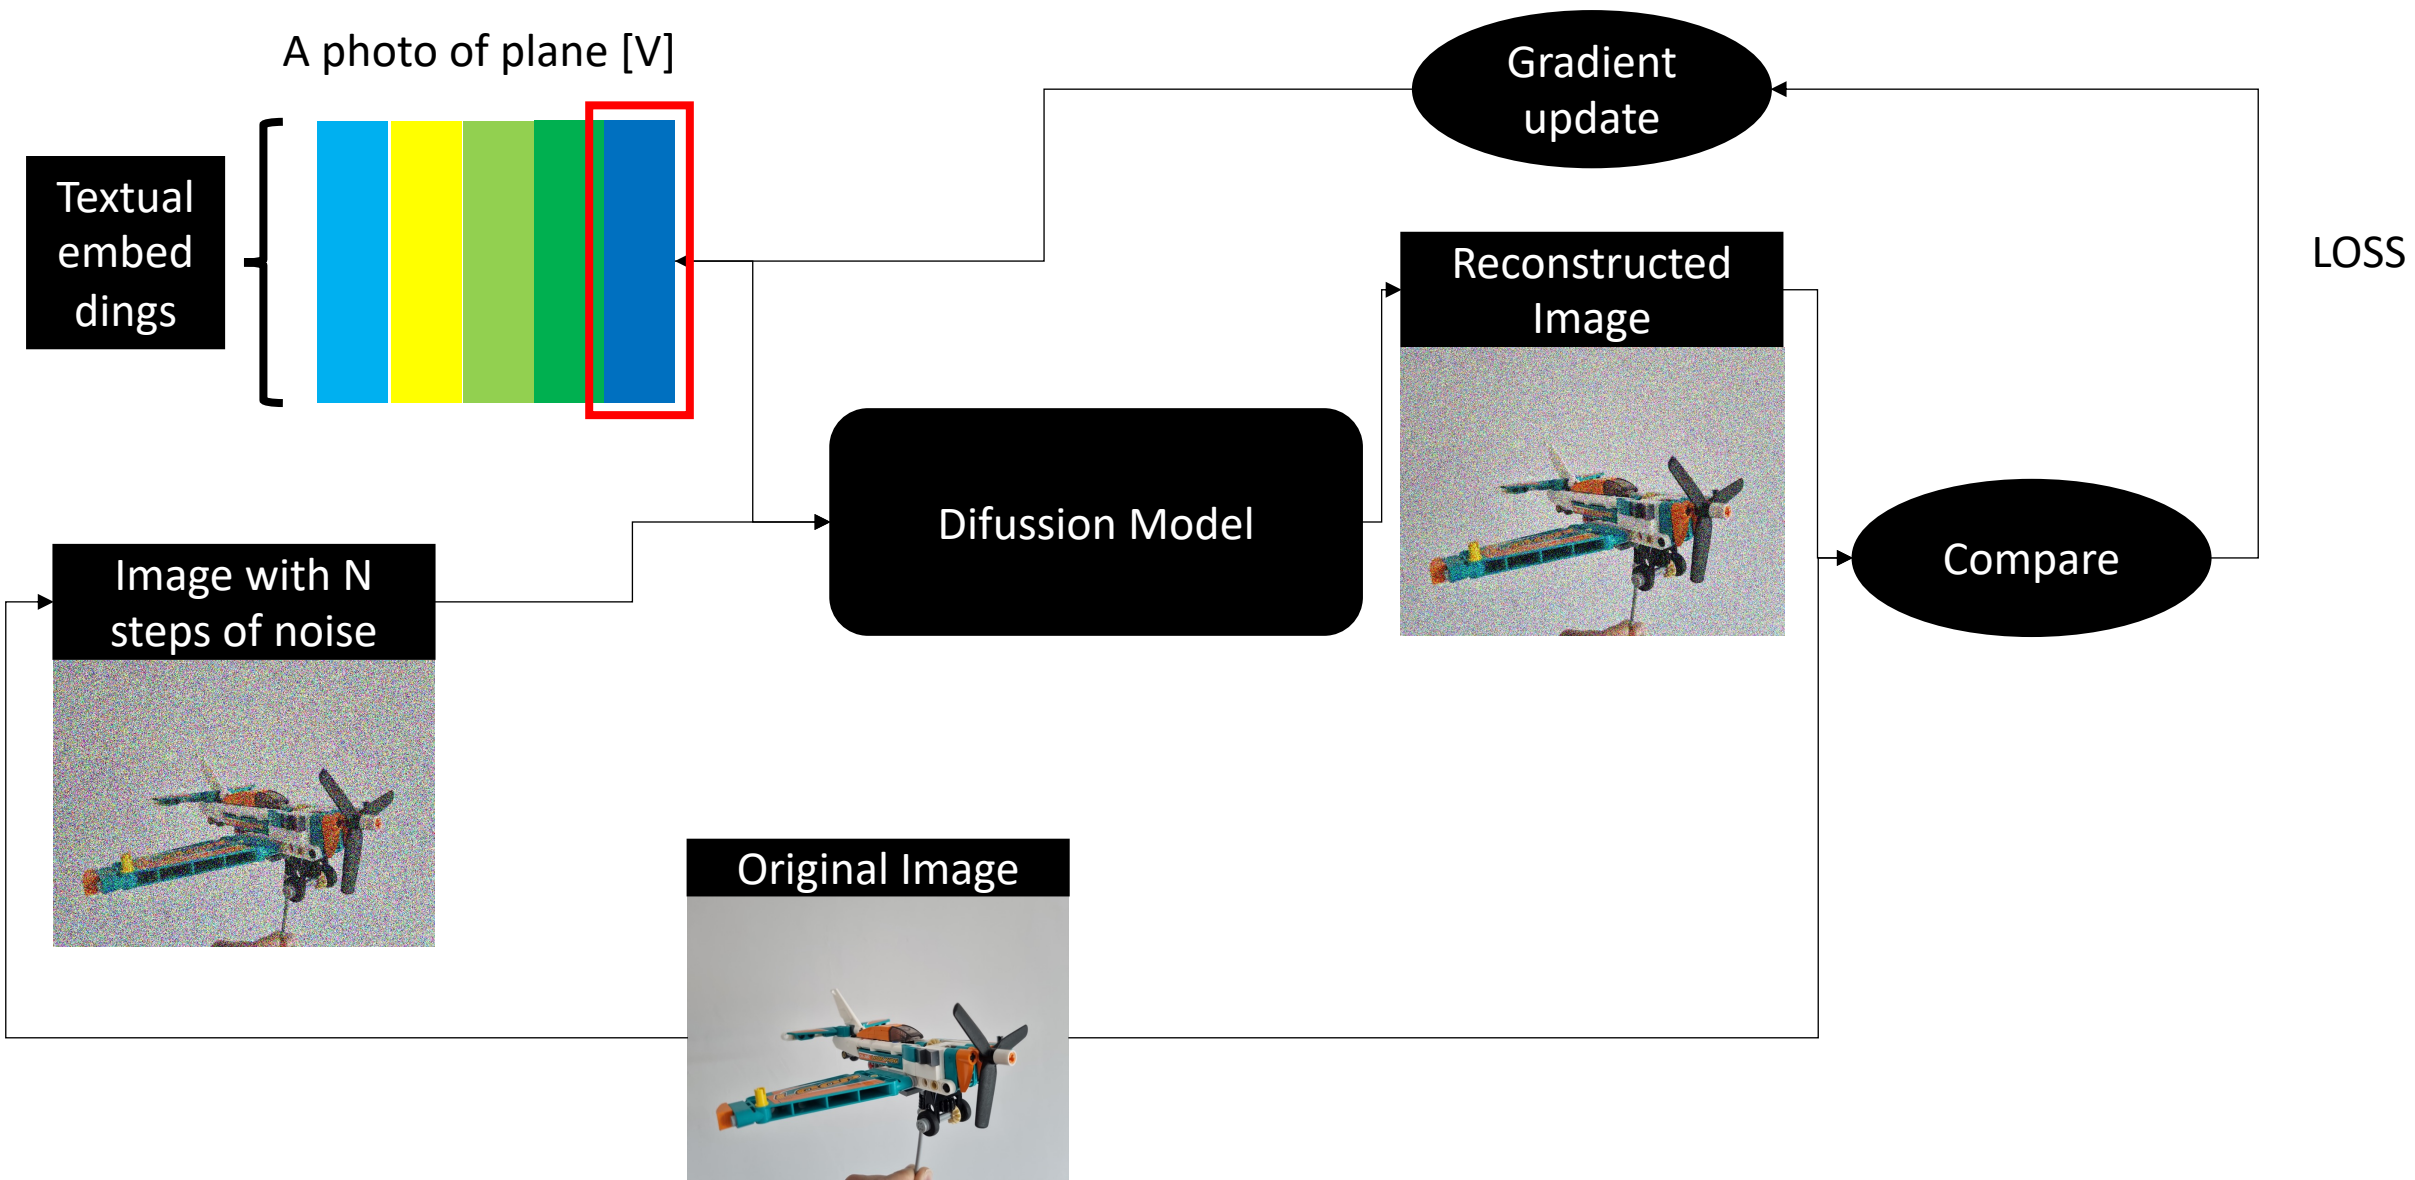 A photo of plane [V]
Gradient
update
Textual
embed
dings
LOSS
Reconstructed
Image
Difussion Model
Compare
Image with N
steps of noise
Original Image